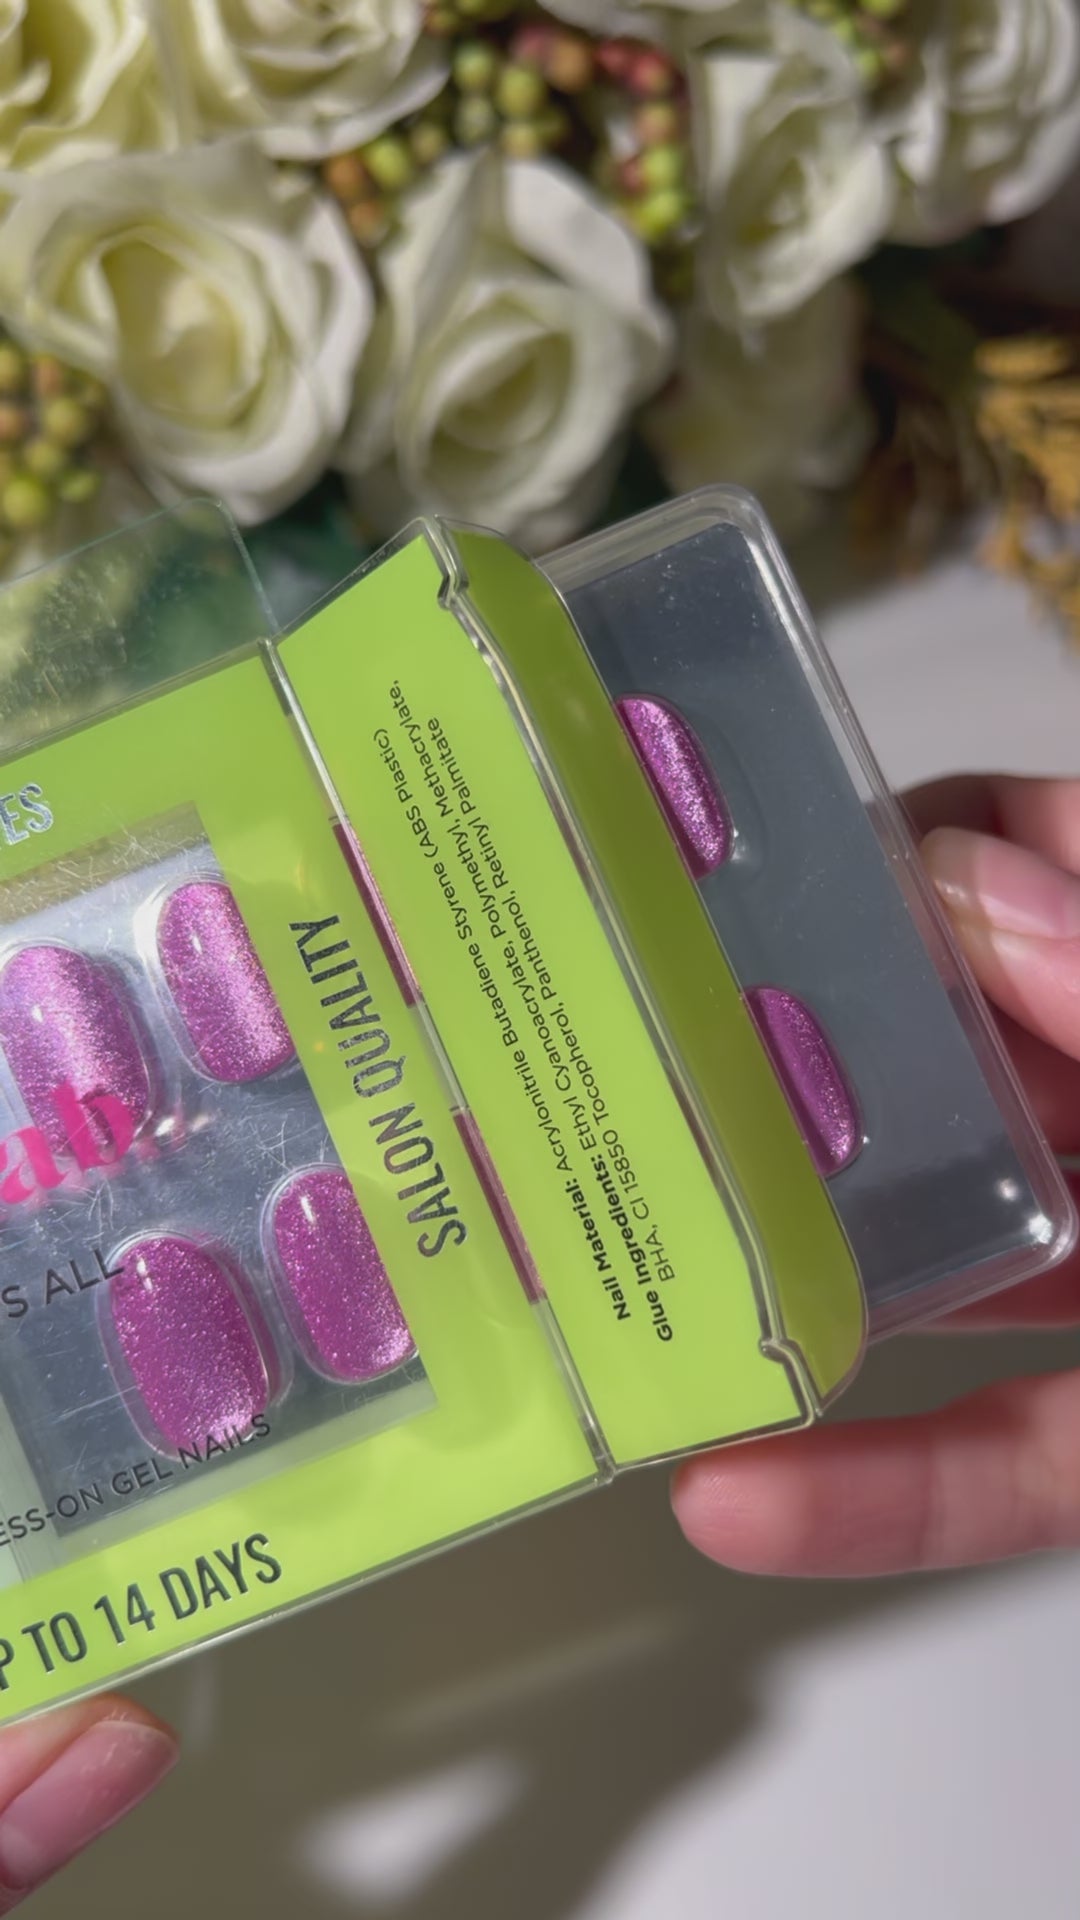 ES
ab.
S ALL
ESS-ON GEL NAILS
P TO 14 DAYS
SALON QUALITY
Nail Material: Acrylonitrile Butadiene Styrene (ABS Plastic)
Glue Ingredients: Ethyl Cyanoacrylate, Polymethyl, Methacrylate,
BHA, CI 15850 Tocopherol, Panthenol, Retinyl Palmitate